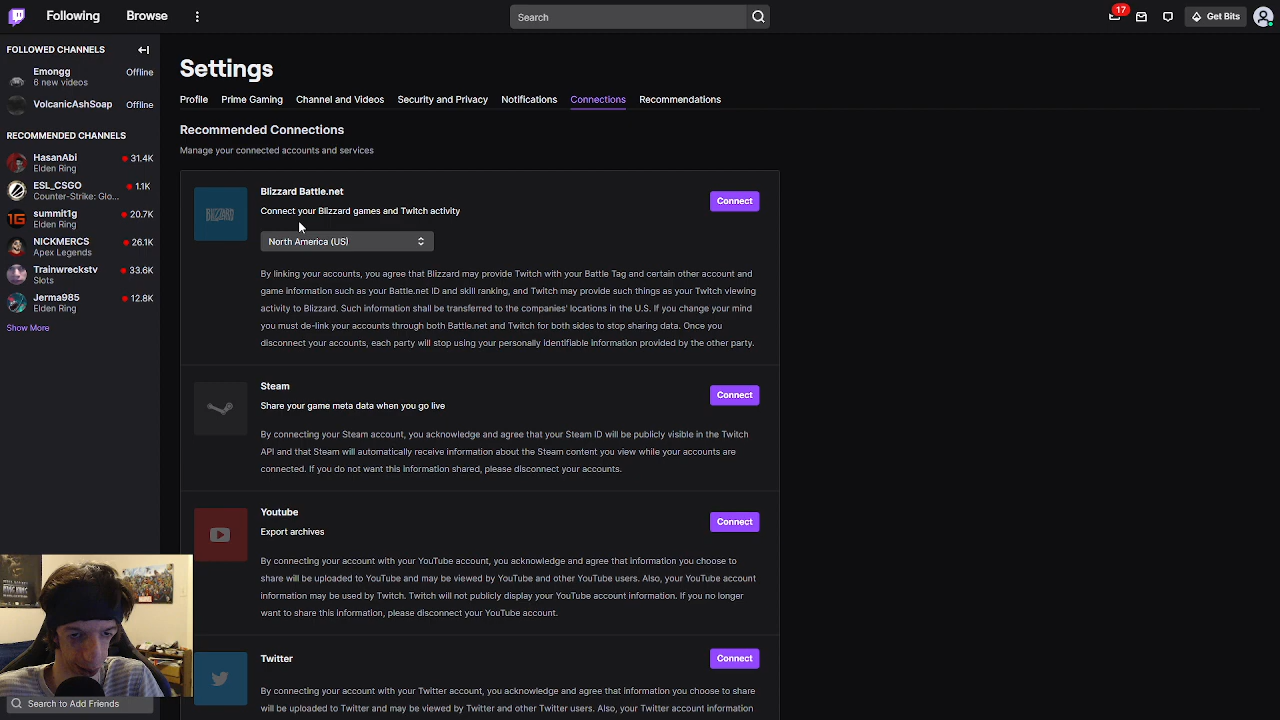 Following
Browse
Search
17
Get Bits
FOLLOWED CHANNELS
Emongg
6 new videos
Offline
VolcanicAshSoap
Offline
RECOMMENDED CHANNELS
HasanAbi
Elden Ring
31.4K
ESL_CSGO
Counter-Strike: Glo...
1.1K
summit1g
Elden Ring
20.7K
NICKMERCS
Apex Legends
26.1K
Trainwreckstv
Slots
33.6K
Jerma985
Elden Ring
12.8K
Show More
Search to Add Friends
Settings
Profile
Prime Gaming
Channel and Videos
Security and Privacy
Notifications
Connections
Recommendations
Recommended Connections
Manage your connected accounts and services
BLIZZARD
Blizzard Battle.net
Connect
Connect your Blizzard games and Twitch activity
North America (US)
By linking your accounts, you agree that Blizzard may provide Twitch with your Battle Tag and certain other account and
game information such as your Battle.net ID and skill ranking, and Twitch may provide such things as your Twitch viewing
activity to Blizzard. Such information shall be transferred to the companies' locations in the U.S. If you change your mind
you must de-link your accounts through both Battle.net and Twitch for both sides to stop sharing data. Once you
disconnect your accounts, each party will stop using your personally identifiable information provided by the other party.
Steam
Connect
Share your game meta data when you go live
By connecting your Steam account, you acknowledge and agree that your Steam ID will be publicly visible in the Twitch
API and that Steam will automatically receive information about the Steam content you view while your accounts are
connected. If you do not want this information shared, please disconnect your accounts.
Youtube
Connect
Export archives
By connecting your account with your YouTube account, you acknowledge and agree that information you choose to
share will be uploaded to YouTube and may be viewed by YouTube and other YouTube users. Also, your YouTube account
information may be used by Twitch. Twitch will not publicly display your YouTube account information. If you no longer
want to share this information, please disconnect your YouTube account.
Twitter
Connect
By connecting your account with your Twitter account, you acknowledge and agree that information you choose to share
will be uploaded to Twitter and may be viewed by Twitter and other Twitter users. Also, your Twitter account information